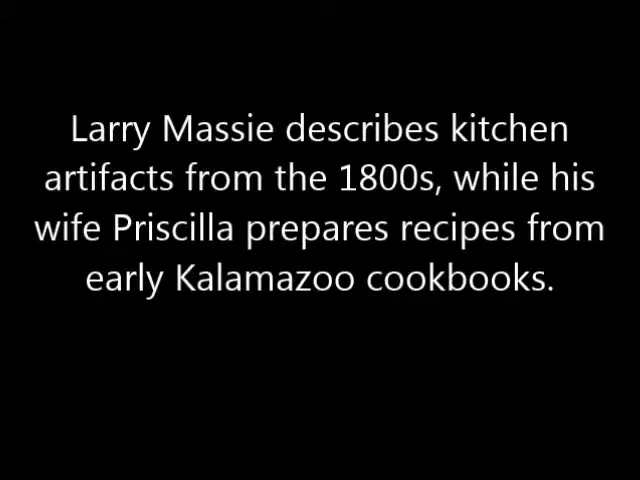 Larry Massie describes kitchen
artifacts from the 1800s, while his
wife Priscilla prepares recipes from
early Kalamazoo cookbooks.